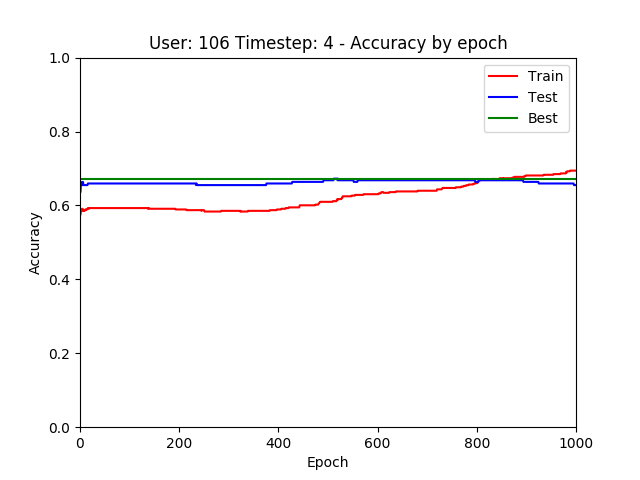 User: 106 Timestep: 4 - Accuracy by epoch
Train
Test
Best
1.0
0.8
0.6
0.4
0.2
0.0
Accuracy
0 200 400 600 800 1000
Epoch